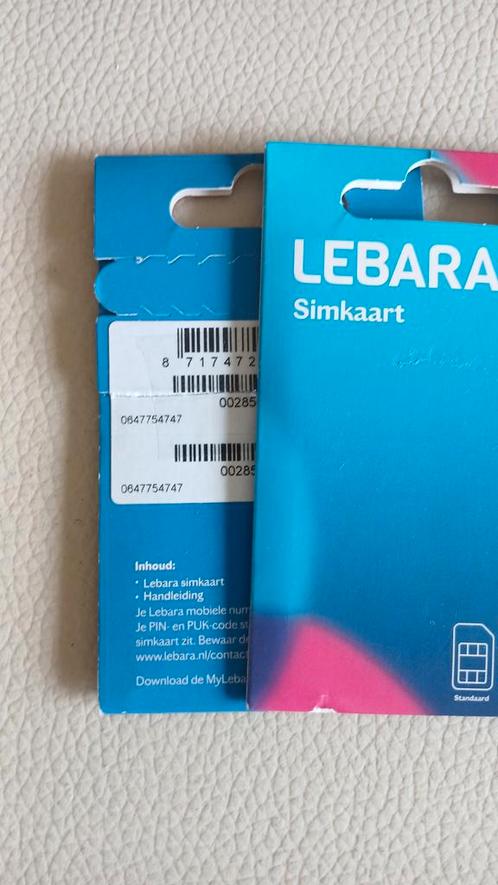 LEBARA
Simkaart
8 717472
00285
0647754747
00285
0647754747
Inhoud:
· Lebara simkaart
· Handleiding
Je Lebara mobiele num
Je PIN- en PUK-code st
simkaart zit. Bewaar de
www.lebara.nl/contact
Download de MyLeba
Standaard